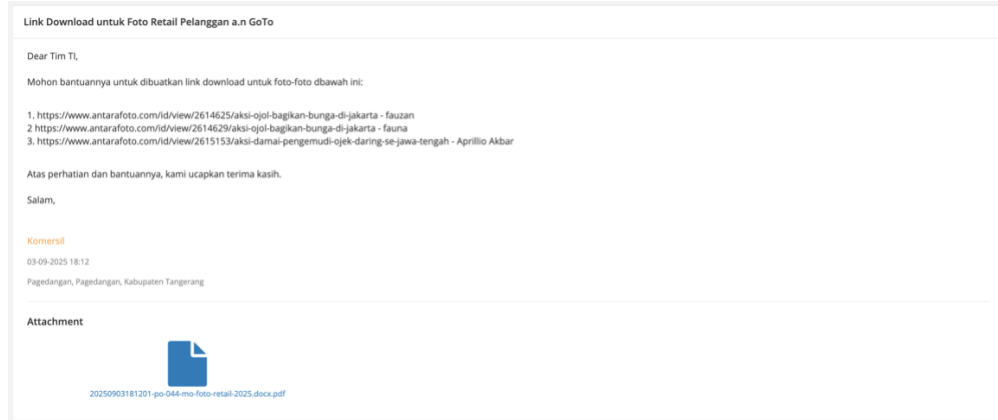 Link Download untuk Foto Retail Pelanggan a.n GoTo
Dear Tim TI,
Mohon bantuannya untuk dibuatkan link download untuk foto-foto dbawah ini:
1. https://www.antarafoto.com/id/view/2614625/aksi-ojol-bagikan-bunga-di-jakarta - fauzan
2 https://www.antarafoto.com/id/view/2614629/aksi-ojol-bagikan-bunga-di-jakarta - fauna
3. https://www.antarafoto.com/id/view/2615153/aksi-damai-pengemudi-ojek-daring-se-jawa-tengah - Aprillio Akbar
Atas perhatian dan bantuannya, kami ucapkan terima kasih.
Salam,
Komersil
03-09-2025 18:12
Pagedangan, Pagedangan, Kabupaten Tangerang
Attachment
20250903181201-po-044-mo-foto-retail-2025.docx.pdf